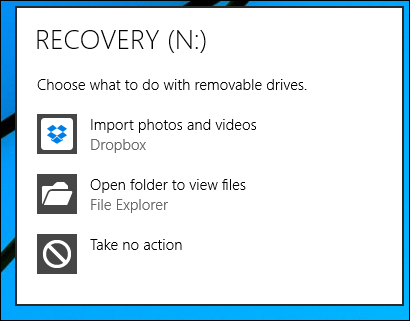 RECOVERY (N:)
Choose what to do with removable drives.
Import photos and videos
Dropbox
Open folder to view files
File Explorer
Take no action